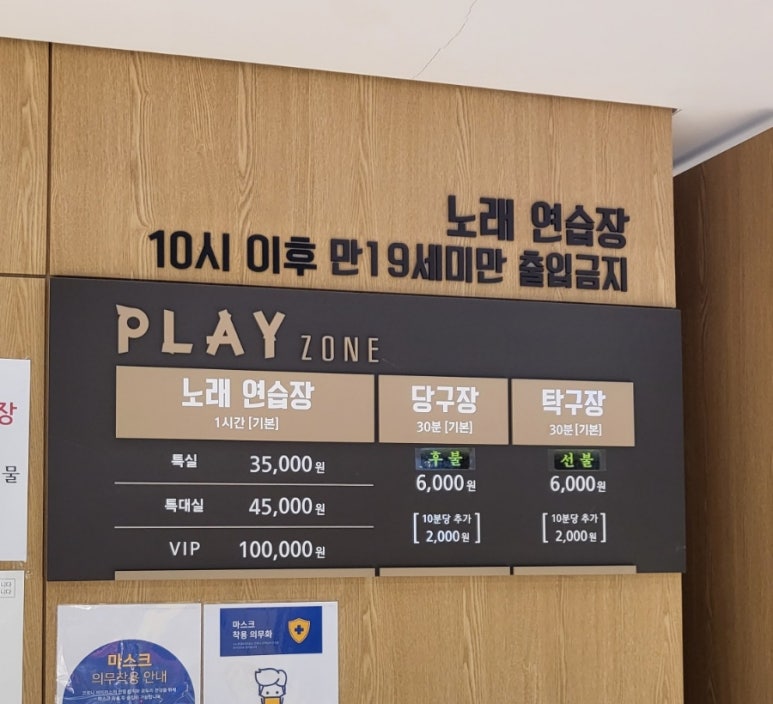 노래 연습장
10시 이후 만19세미만 출입금지
PLAY ZONE
노래 연습장
1시간 [기본]
당구장
30분 [기본]
탁구장
30분 [기본]
특실 35,000원
특대실 45,000원
VIP 100,000원
후불
6,000원
[10분당 추가
2,000원]
선불
6,000원
[10분당 추가
2,000원]
장
물
마스크
의무착용 안내
마스크
착용 의무화